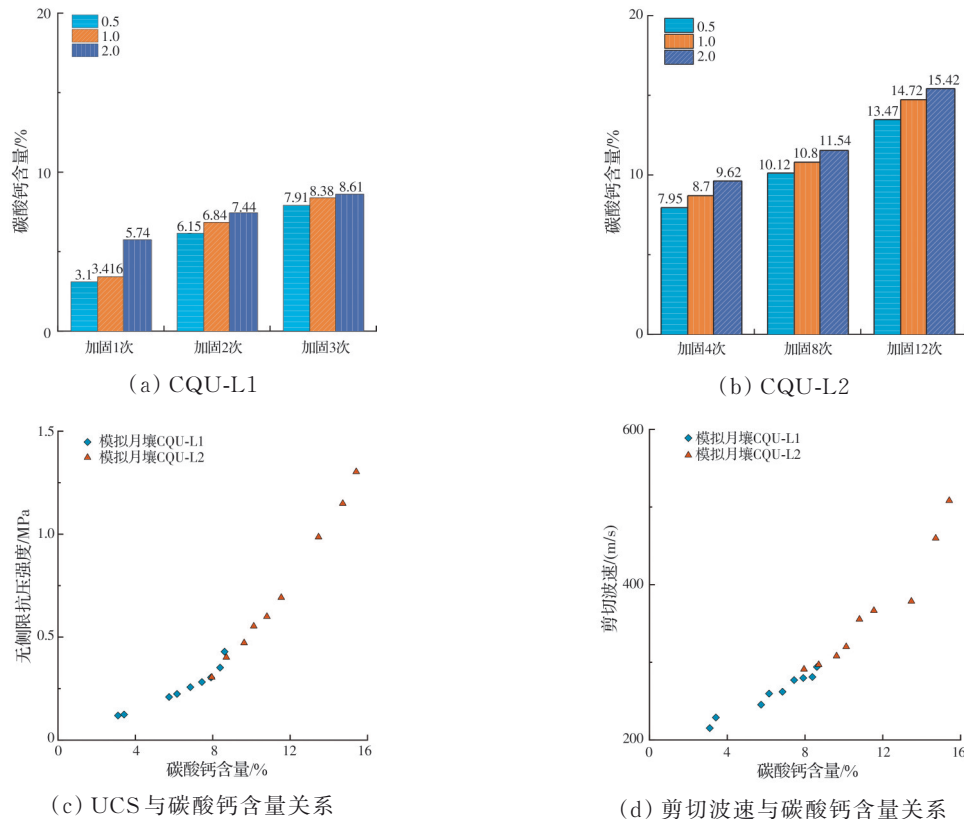 20
0.5
1.0
2.0
碳酸钙含量/%
10
8.61
8.38
7.91
7.44
6.84
6.15
5.74
3.416
3.1
0
加固1次
加固2次
加固3次
(a) CQU-L1
20
0.5
1.0
2.0
碳酸钙含量/%
15.42
14.72
13.47
11.54
10.8
10.12
9.62
8.7
7.95
10
0
加固4次
加固8次
加固12次
(b) CQU-L2
1.5
模拟月壤CQU-L1
模拟月壤CQU-L2
无侧限抗压强度/MPa
1.0
0.5
0
0 4 8 12 16
碳酸钙含量/%
(c) UCS与碳酸钙含量关系
600
模拟月壤CQU-L1
模拟月壤CQU-L2
剪切波速/(m/s)
400
200
0 4 8 12 16
碳酸钙含量/%
(d) 剪切波速与碳酸钙含量关系